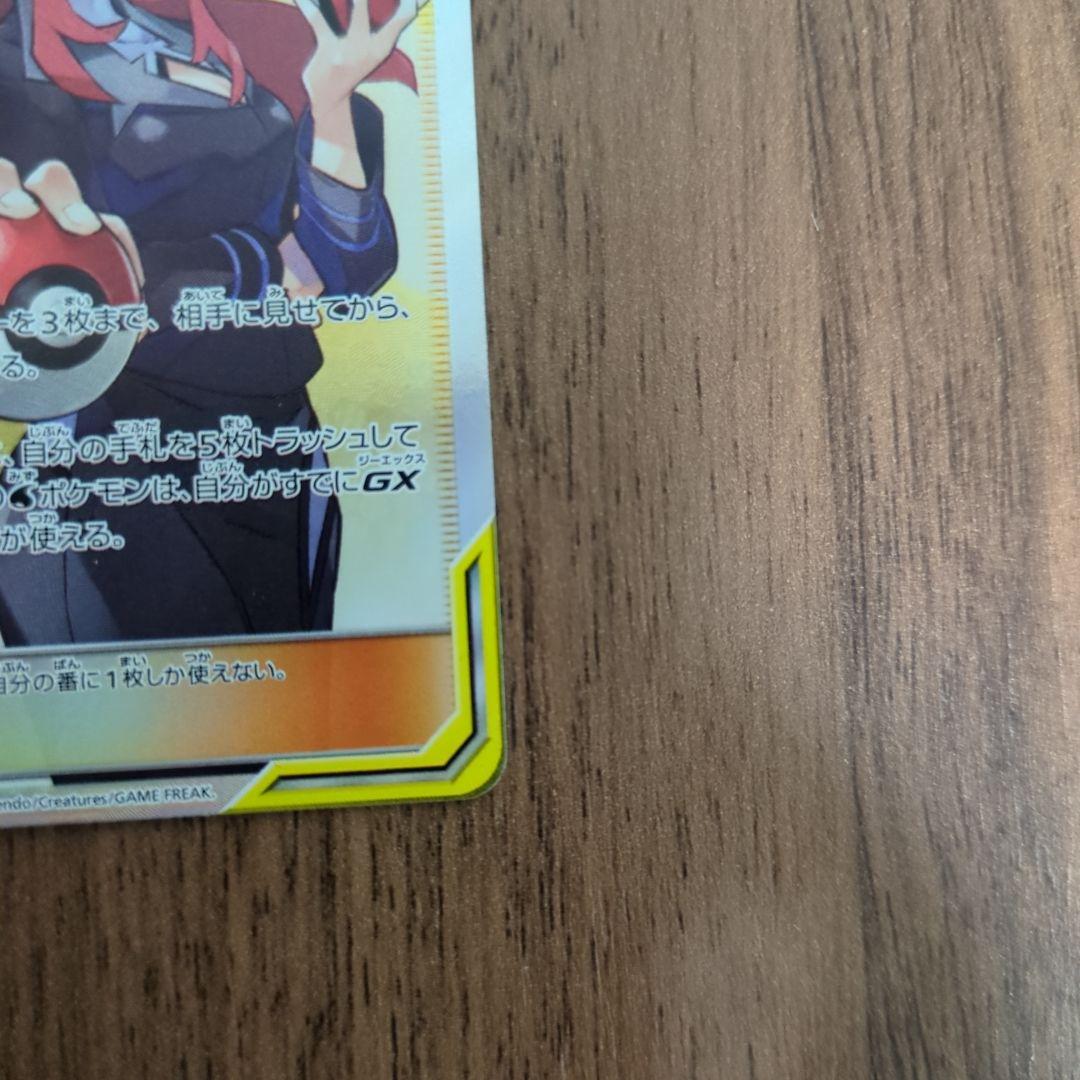 ーを3枚まで、相手に見せてから、
る。
、自分の手札を5枚トラッシュして
ポケモンは、自分がすでにGX
が使える。
自分の番に1枚しか使えない。
endo/Creatures/GAME FREAK.